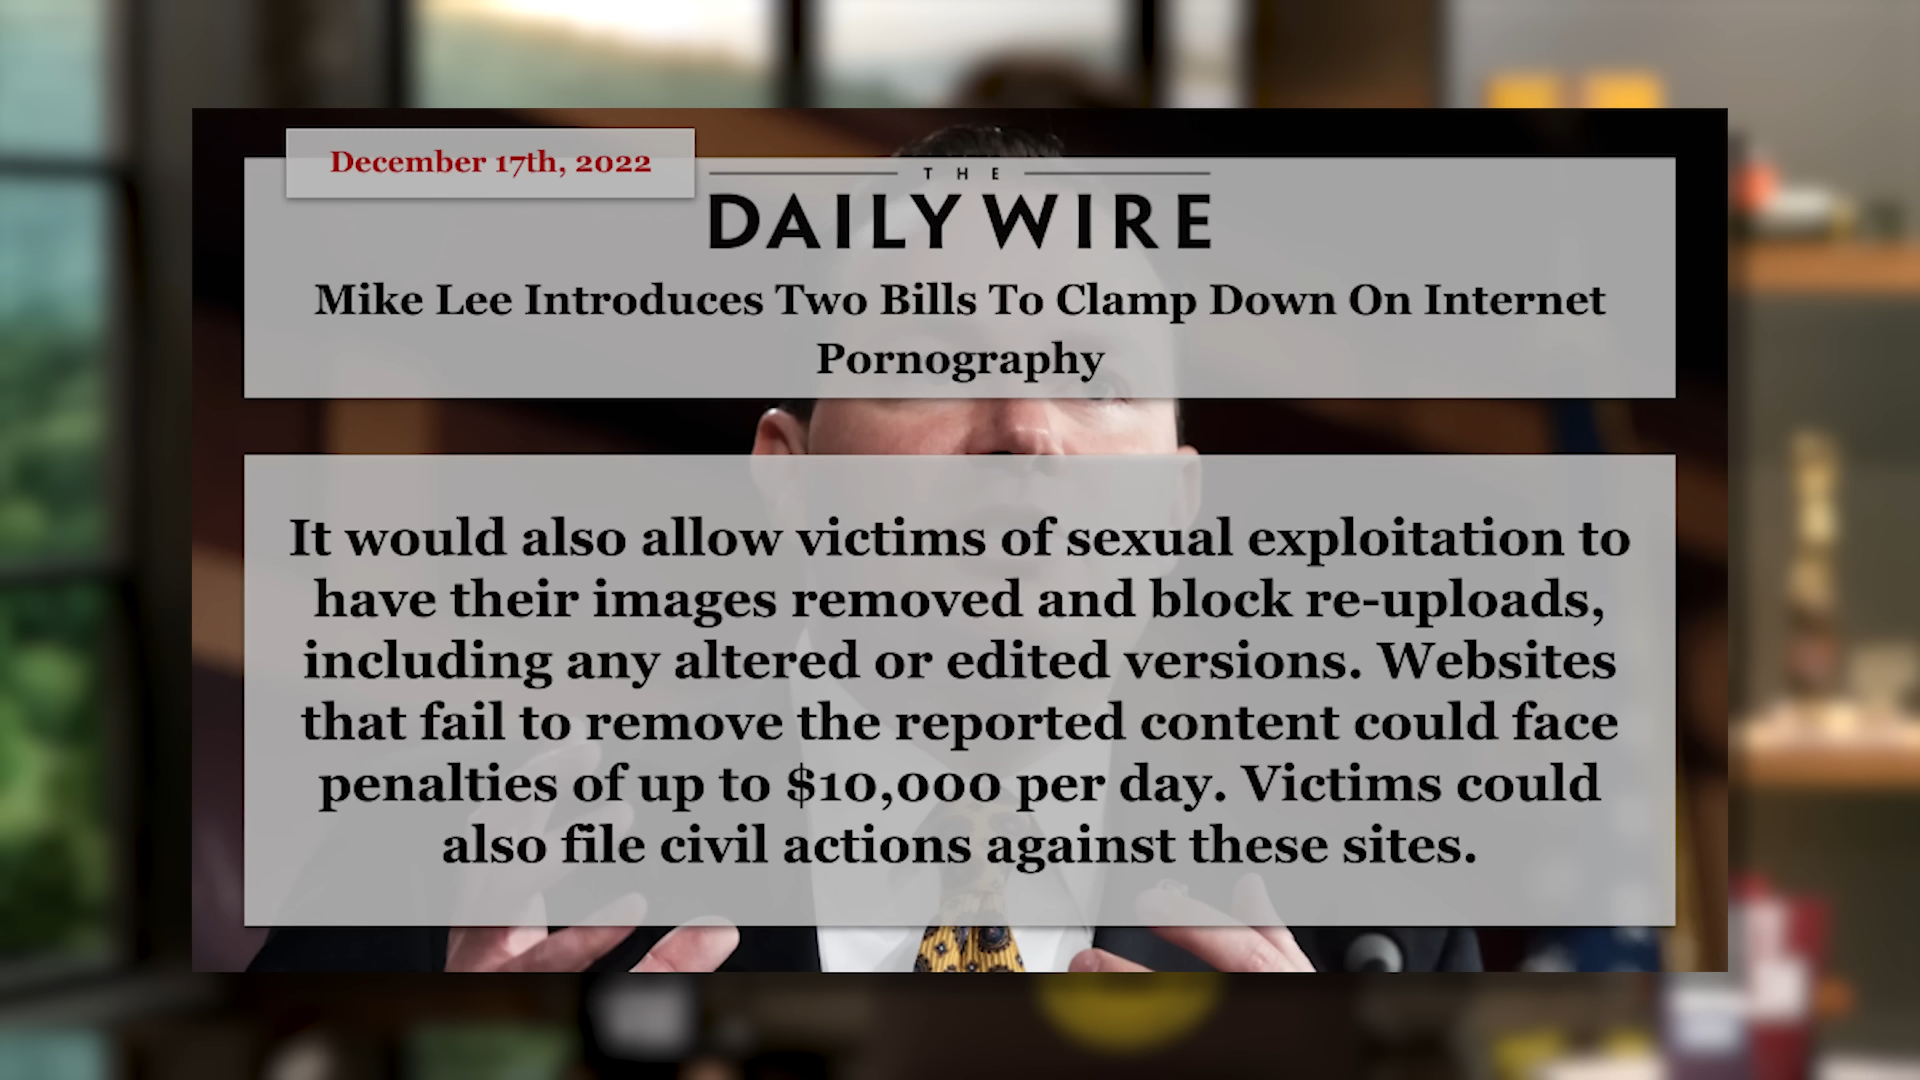 December 17th, 2022
THE
DAILY WIRE
Mike Lee Introduces Two Bills To Clamp Down On Internet
Pornography
It would also allow victims of sexual exploitation to
have their images removed and block re-uploads,
including any altered or edited versions. Websites
that fail to remove the reported content could face
penalties of up to $10,000 per day. Victims could
also file civil actions against these sites.